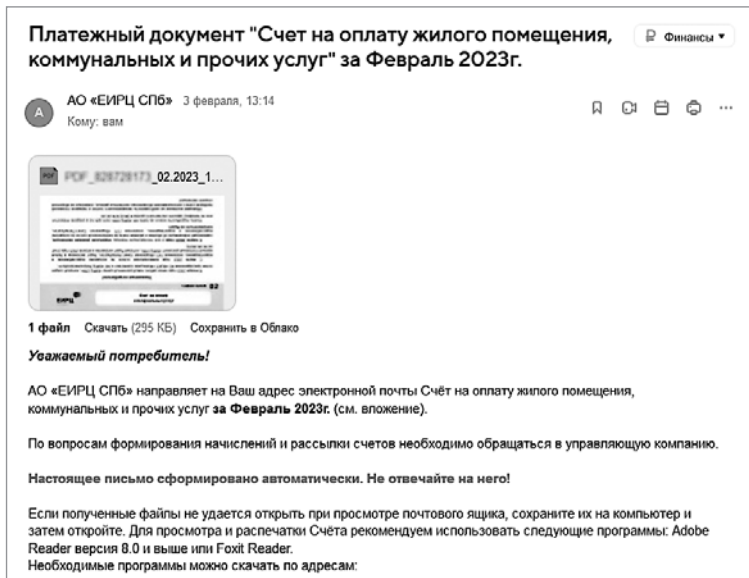 Платежный документ "Счет на оплату жилого помещения,
коммунальных и прочих услуг" за Февраль 2023г.
Финансы
А
АО «ЕИРЦ СПб» 3 февраля, 13:14
Кому: вам
PDF
_02.2023_1...
ЕИРЦ
1 файл Скачать (295 КБ) Сохранить в Облако
Уважаемый потребитель!
АО «ЕИРЦ СПб» направляет на Ваш адрес электронной почты Счёт на оплату жилого помещения,
коммунальных и прочих услуг за Февраль 2023г. (см. вложение).
По вопросам формирования начислений и рассылки счетов необходимо обращаться в управляющую компанию.
Настоящее письмо сформировано автоматически. Не отвечайте на него!
Если полученные файлы не удается открыть при просмотре почтового ящика, сохраните их на компьютер и
затем откройте. Для просмотра и распечатки Счёта рекомендуем использовать следующие программы: Adobe
Reader версия 8.0 и выше или Foxit Reader.
Необходимые программы можно скачать по адресам: